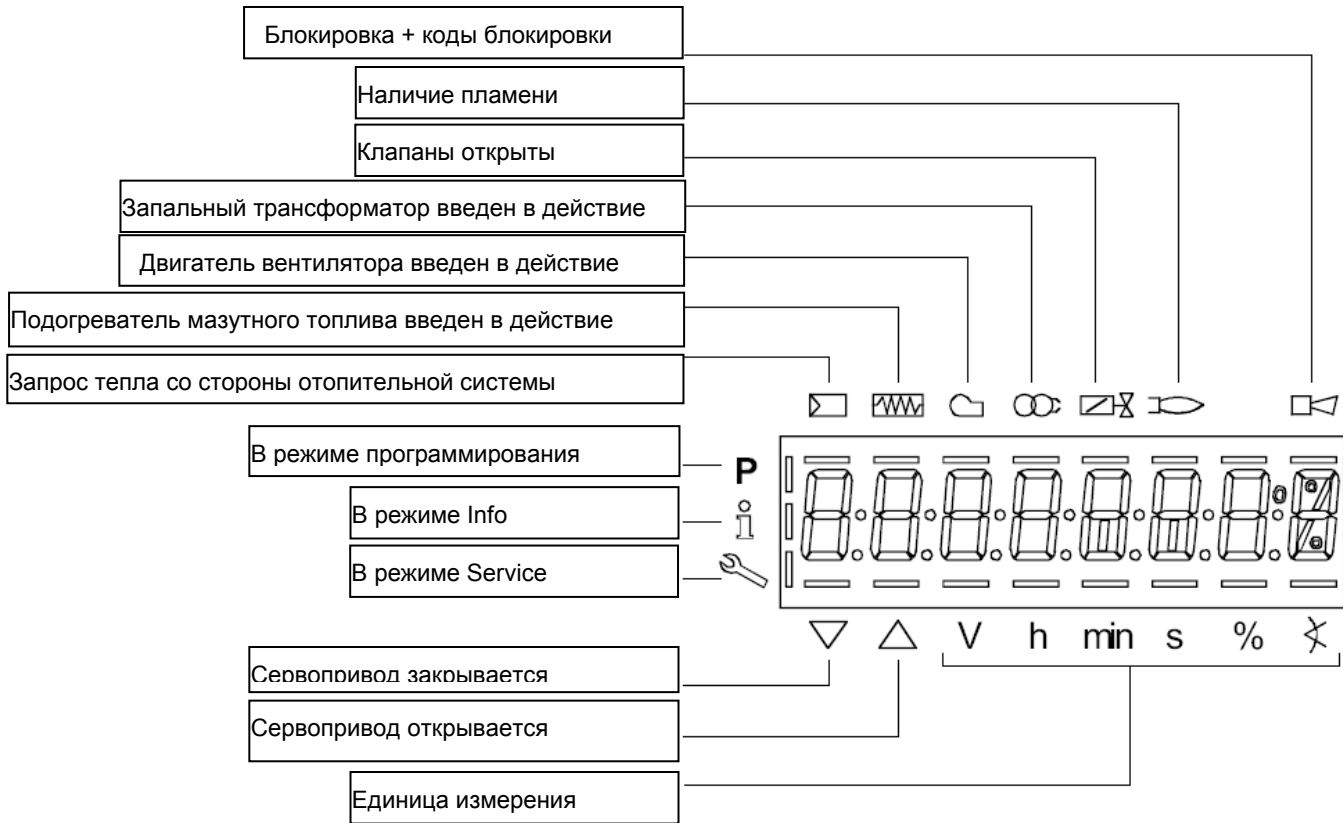 Блокировка + коды блокировки
Наличие пламени
Клапаны открыты
Запальный трансформатор введен в действие
Двигатель вентилятора введен в действие
Подогреватель мазутного топлива введен в действие
Запрос тепла со стороны отопительной системы
В режиме программирования
P
В режиме Info
i
В режиме Service
V h min s %
Сервопривод закрывается
Сервопривод открывается
Единица измерения